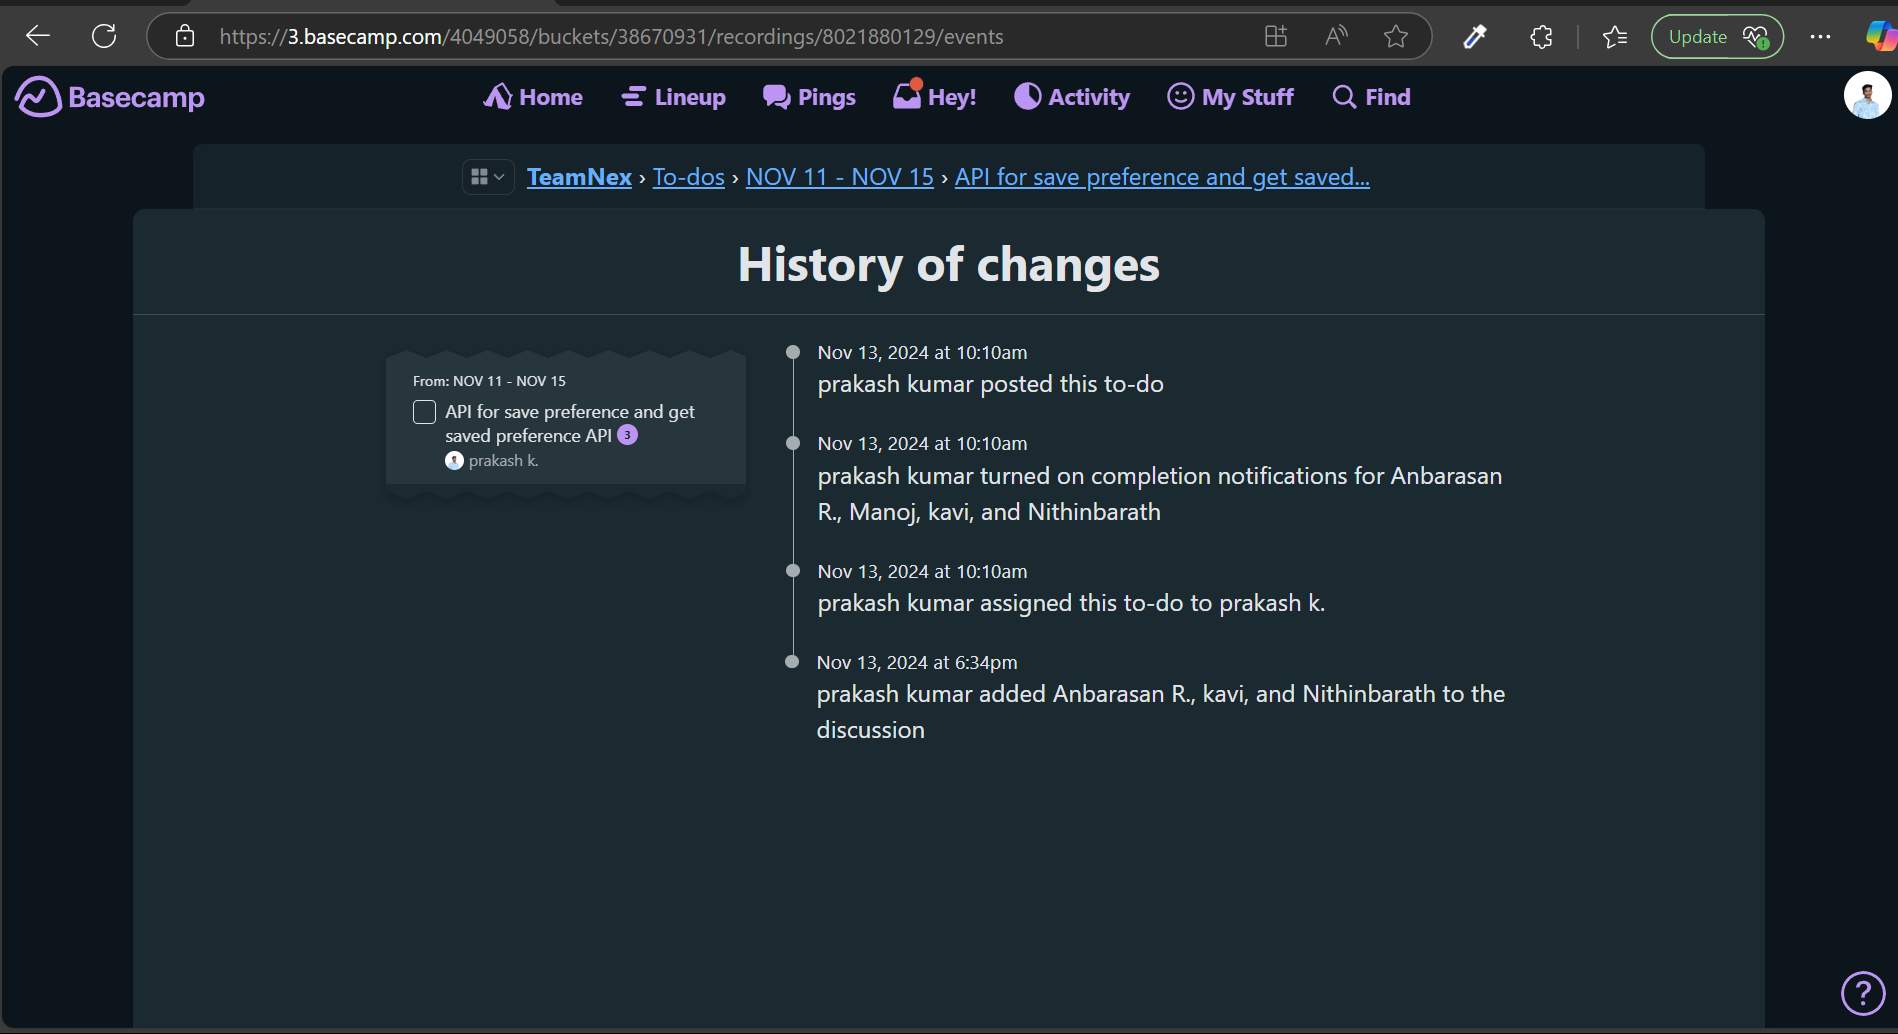 https://3.basecamp.com/4049058/buckets/38670931/recordings/8021880129/events
Update
Basecamp
Home
Lineup
Pings
Hey!
Activity
My Stuff
Find
TeamNex › To-dos › NOV 11 - NOV 15 › API for save preference and get saved...
History of changes
From: NOV 11 - NOV 15
API for save preference and get
saved preference API 3
prakash k.
Nov 13, 2024 at 10:10am
prakash kumar posted this to-do
Nov 13, 2024 at 10:10am
prakash kumar turned on completion notifications for Anbarasan
R., Manoj, kavi, and Nithinbarath
Nov 13, 2024 at 10:10am
prakash kumar assigned this to-do to prakash k.
Nov 13, 2024 at 6:34pm
prakash kumar added Anbarasan R., kavi, and Nithinbarath to the
discussion
?